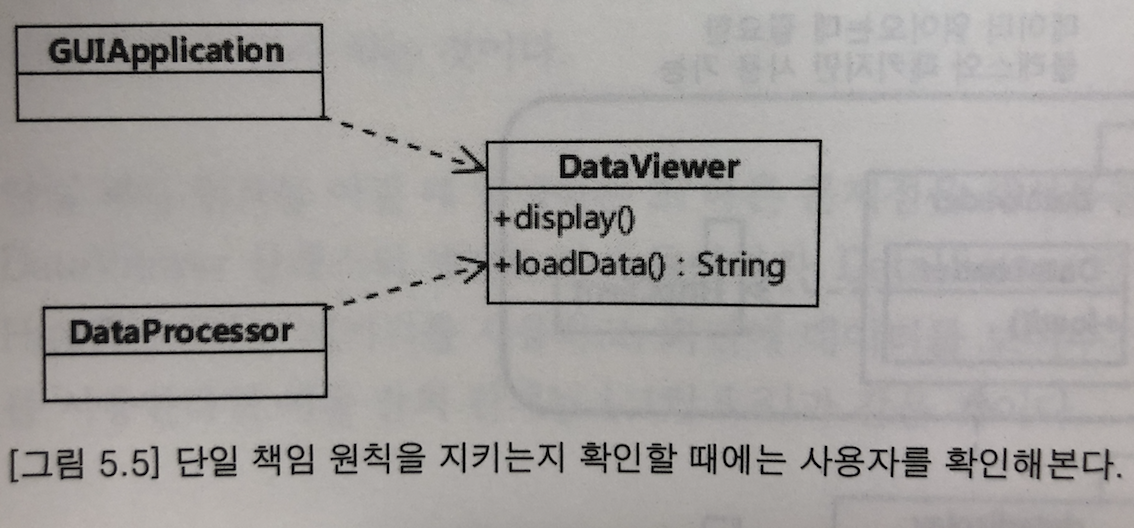 GUIApplication
DataViewer
+display()
+loadData() : String
DataProcessor
[그림 5.5] 단일 책임 원칙을 지키는지 확인할 때에는 사용자를 확인해본다.